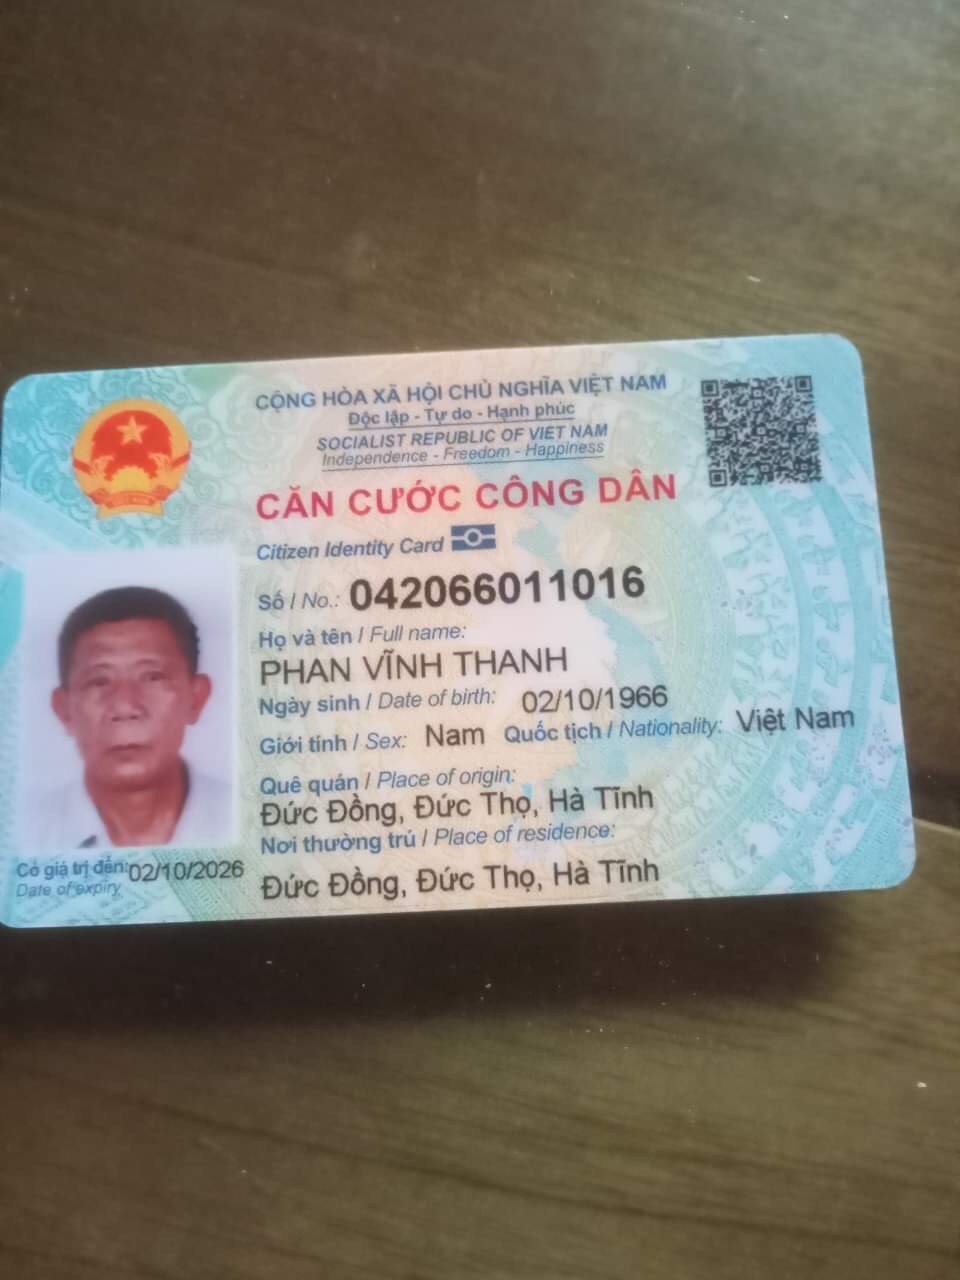 CỘNG HÒA XÃ HỘI CHỦ NGHĨA VIỆT NAM
Độc lập - Tự do - Hạnh phúc
SOCIALIST REPUBLIC OF VIET NAM
Independence - Freedom - Happiness
CĂN CƯỚC CÔNG DÂN
Citizen Identity Card
Số / No.: 042066011016
Họ và tên / Full name:
PHAN VĨNH THANH
Ngày sinh / Date of birth: 02/10/1966
Giới tính / Sex: Nam Quốc tịch / Nationality: Việt Nam
Quê quán / Place of origin:
Đức Đồng, Đức Thọ, Hà Tĩnh
Nơi thường trú / Place of residence:
Đức Đồng, Đức Thọ, Hà Tĩnh
Có giá trị đến: 02/10/2026
Date of expiry